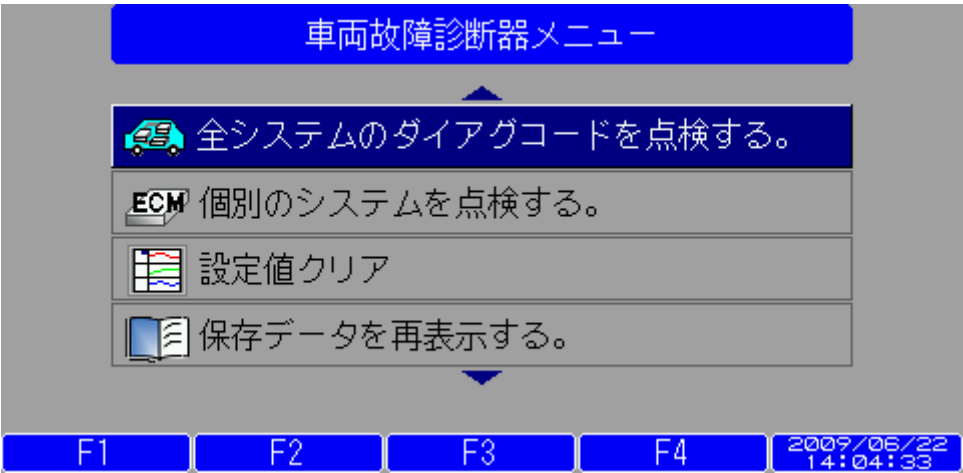 車両故障診断器メニュー
全システムのダイアグコードを点検する。
ECM 個別のシステムを点検する。
設定値クリア
保存データを再表示する。
F1 F2 F3 F4 2009/06/22
14:04:33